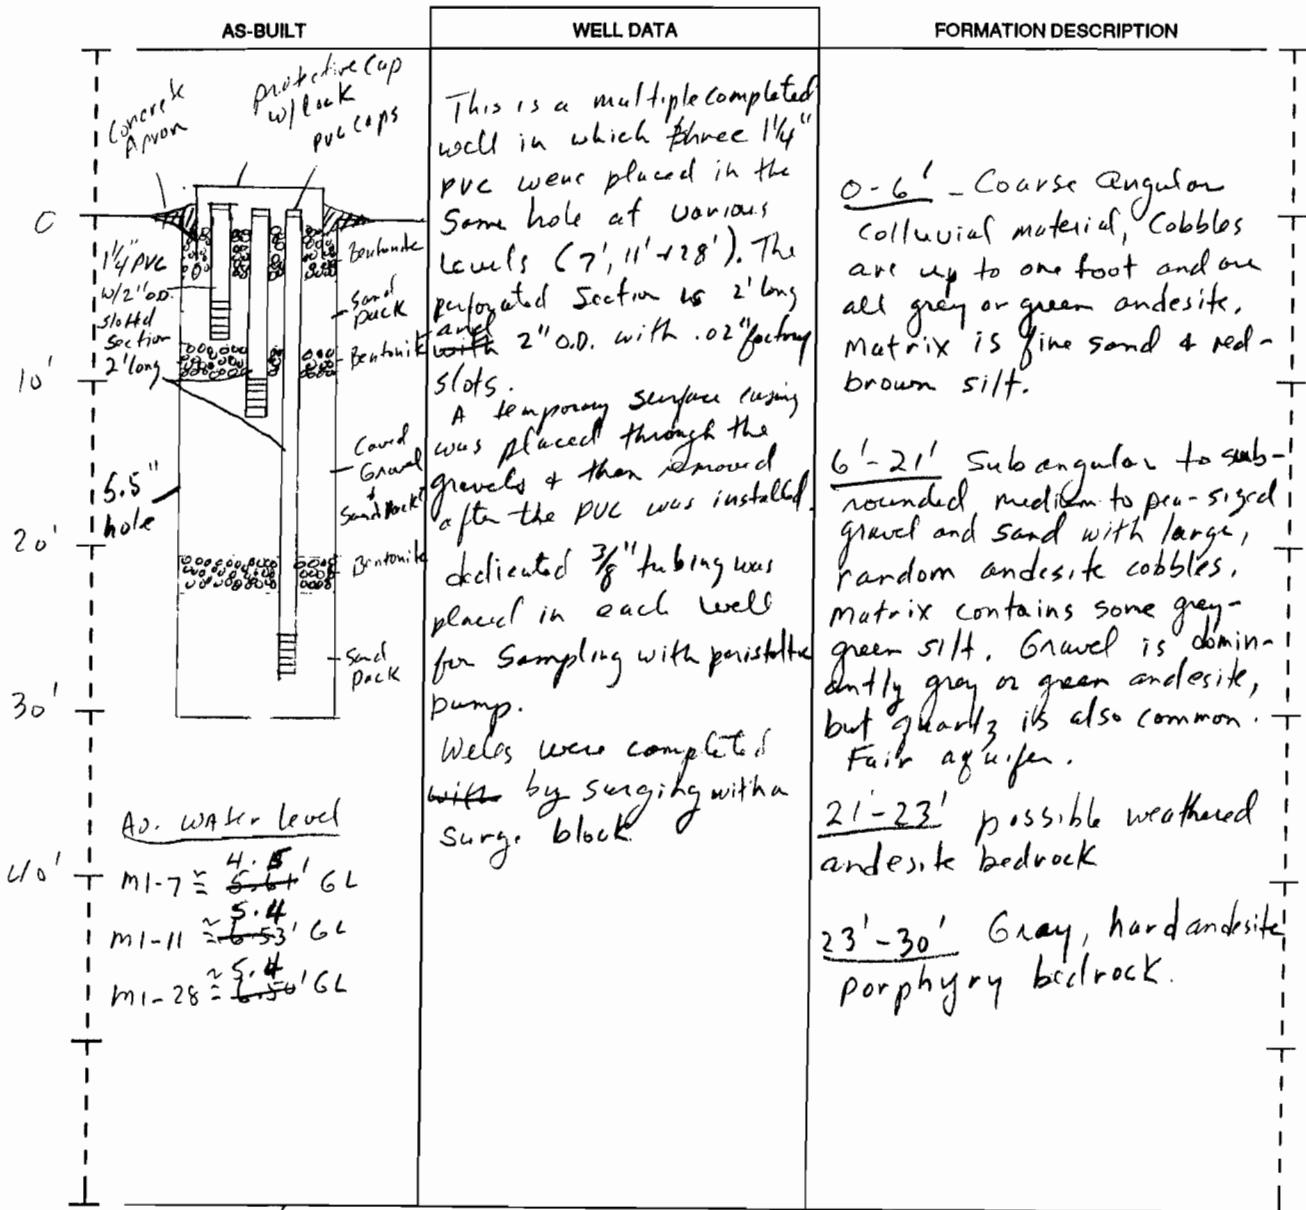 AS-BUILT
WELL DATA
FORMATION DESCRIPTION
Concrete
Apron
protective Cap
w/lock
PVC Caps
0
10'
20'
30'
40'
1¼" PVC
w/2" O.D.
slotted
section
2' long
5.5"
hole
Bentonite
Sand
Pack
Bentonite
Caved
Gravel
+
Sand Pack
Bentonite
Sand
Pack
Av. Water level
M1-7 ≅ 4.5' GL
M1-11 ≅ 5.4 6.53' GL
M1-28 ≅ 5.4 6.50' GL
This is a multiple completed
well in which three 1¼"
PVC were placed in the
Same hole at various
Levels (7', 11' + 28'). The
perforated Section is 2' long
with and 2" O.D. with .02" factory
slots.
A temporary surface casing
was placed through the
gravels + then removed
after the PVC was installed.
dedicated 3/8" tubing was
placed in each well
for Sampling with peristaltic
pump.
Wells were completed
with by surging with a
surge block.
0-6' - Coarse angular
colluvial material, Cobbles
are up to one foot and are
all grey or green andesite.
Matrix is fine sand + red-
brown silt.
6'-21' Subangular to sub-
rounded medium to pea-sized
gravel and sand with large,
random andesite cobbles.
Matrix contains some grey-
green silt. Gravel is domin-
antly grey or green andesite,
but quartz is also common.
Fair aquifer.
21'-23' possible weathered
andesite bedrock
23'-30' Gray, hard andesite
porphyry bedrock.